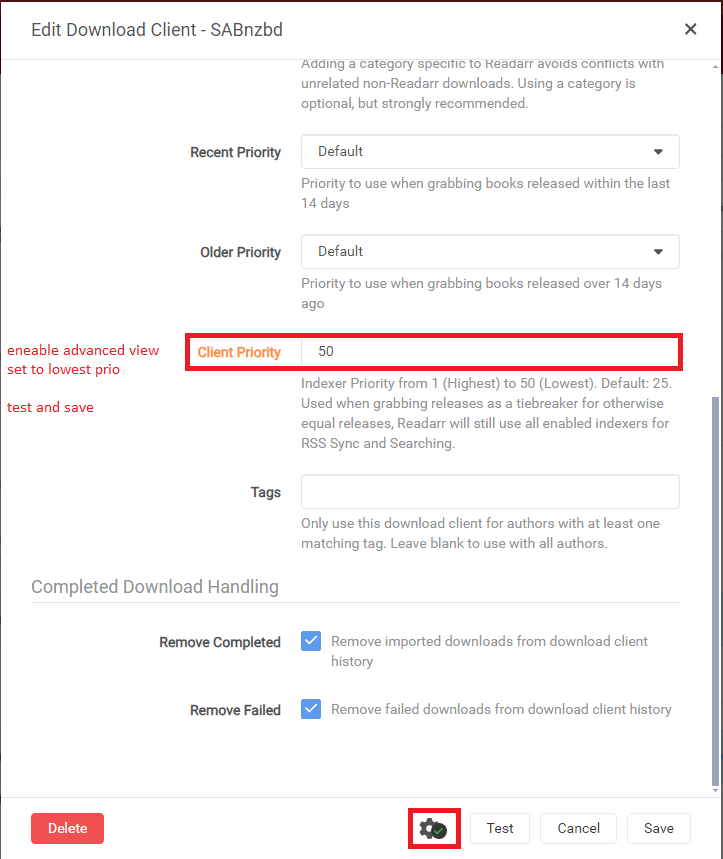 Edit Download Client - SABnzbd
Adding a category specific to Readarr avoids conflicts with
unrelated non-Readarr downloads. Using a category is
optional, but strongly recommended.
Recent Priority
Default
Priority to use when grabbing books released within the last
14 days
Older Priority
Default
Priority to use when grabbing books released over 14 days
ago
eneable advanced view
set to lowest prio
test and save
Client Priority
50
Indexer Priority from 1 (Highest) to 50 (Lowest). Default: 25.
Used when grabbing releases as a tiebreaker for otherwise
equal releases, Readarr will still use all enabled indexers for
RSS Sync and Searching.
Tags
Only use this download client for authors with at least one
matching tag. Leave blank to use with all authors.
Completed Download Handling
Remove Completed
Remove imported downloads from download client
history
Remove Failed
Remove failed downloads from download client history
Delete
Test
Cancel
Save